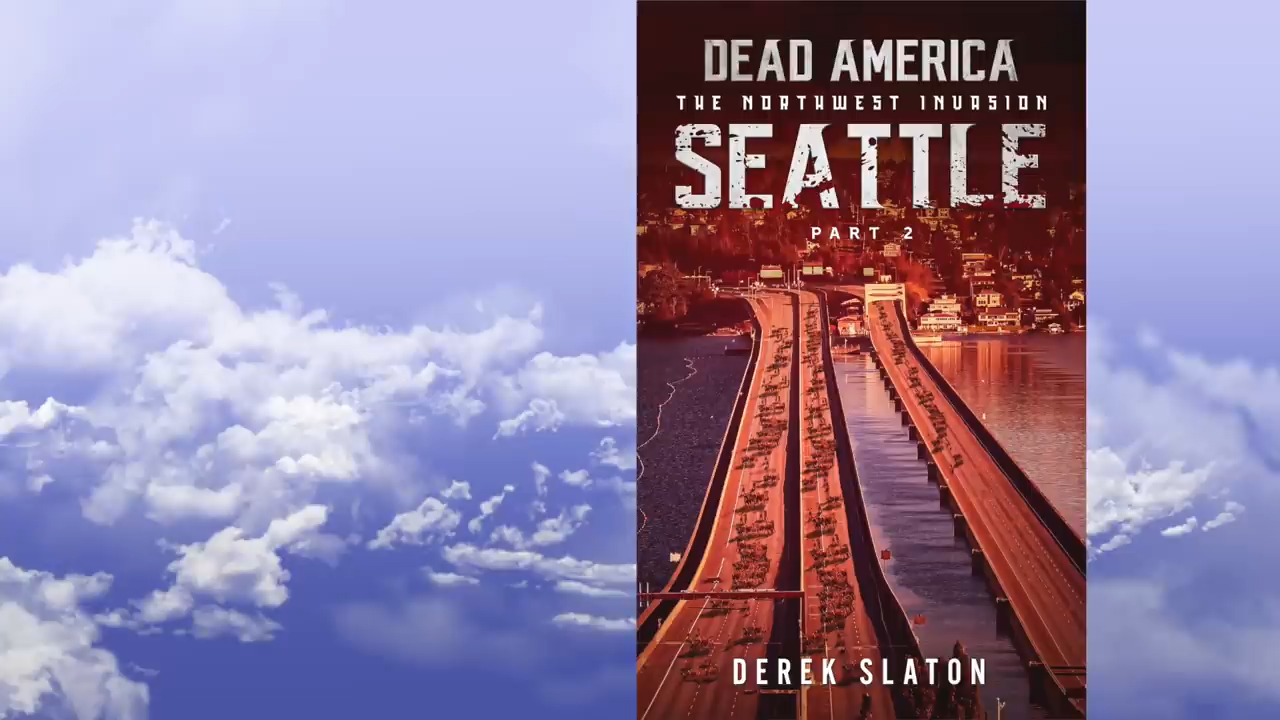 DEAD AMERICA
THE NORTHWEST INVASION
SEATTLE
PART 2
DEREK SLATON